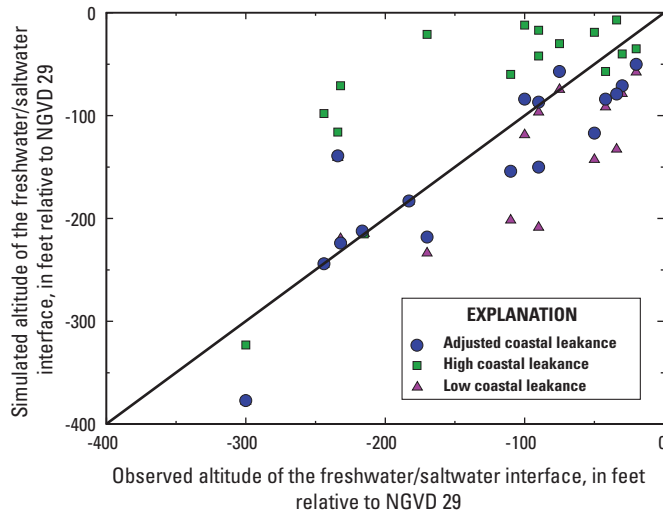 Simulated altitude of the freshwater/saltwater
interface, in feet relative to NGVD 29
0
-100
-200
-300
-400
EXPLANATION
Adjusted coastal leakance
High coastal leakance
Low coastal leakance
-400
-300
-200
-100
0
Observed altitude of the freshwater/saltwater interface, in feet
relative to NGVD 29